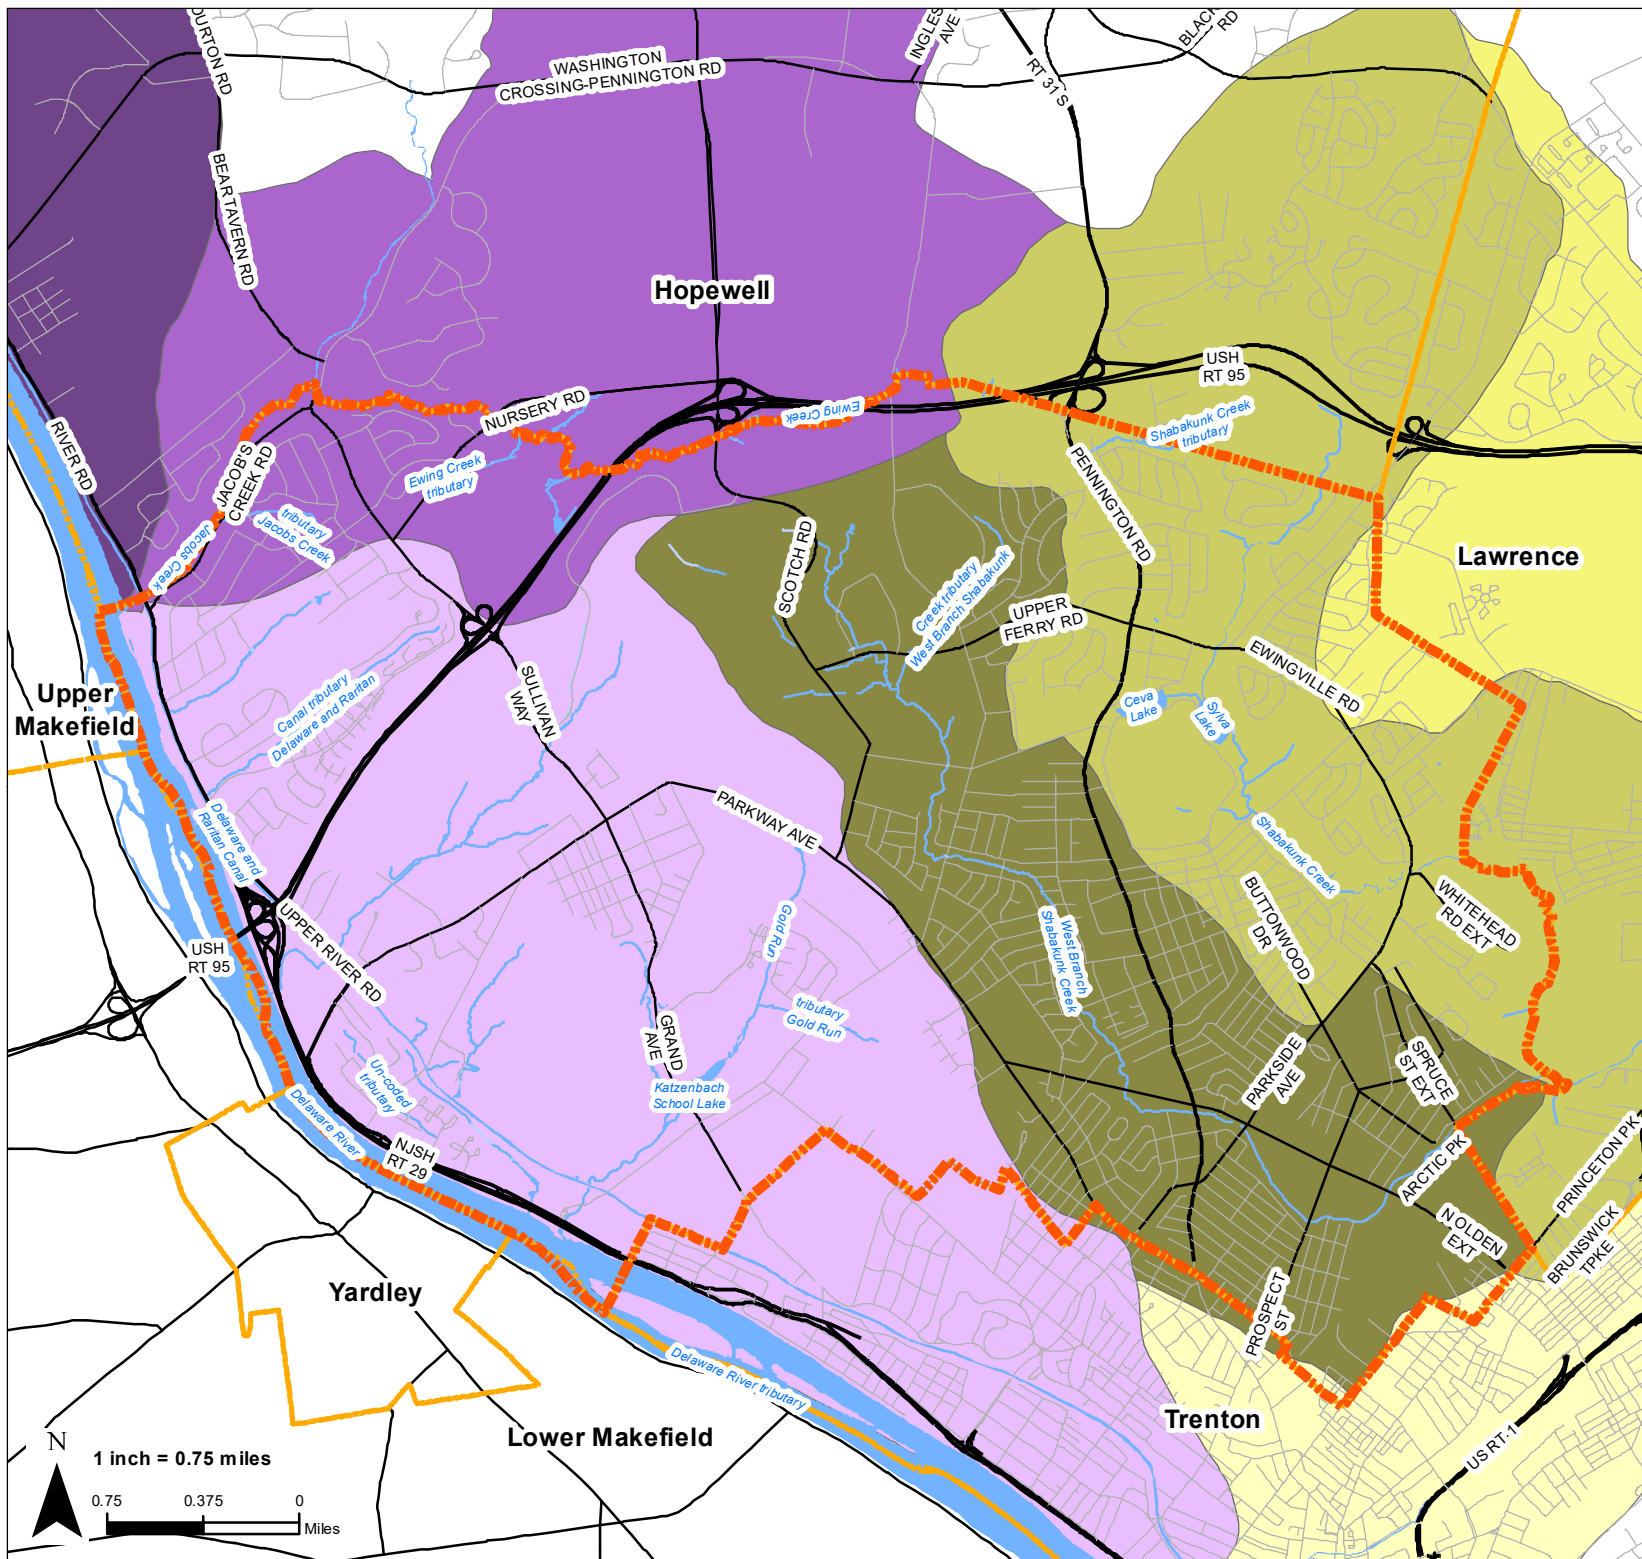 OURTON RD
WASHINGTON
CROSSING-PENNINGTON RD
INGLES
AVE
BLACK
RD
RT 31 S
BEARTAVERN RD
Hopewell
USH
RT 95
NURSERY RD
Ewing Creek
Shabakunk Creek
tributary
RIVER RD
JACOB'S
CREEK RD
Ewing Creek
tributary
PENNINGTON RD
tributary
Jacobs Creek
Jacobs Creek
SCOTCH RD
Lawrence
Creek tributary
West Branch Shabakunk
UPPER
FERRY RD
EWINGVILLE RD
Upper
Makefield
Canal tributary
Delaware and Raritan
SULLIVAN
WAY
Ceva
Lake
Sylva
Lake
Delaware and
Raritan Canal
PARKWAY AVE
Shabakunk Creek
BUTTONWOOD
DR
WHITEHEAD
RD EXT
USH
RT 95
UPPER RIVER RD
Gold Run
West Branch
Shabakunk Creek
tributary
Gold Run
GRAND
AVE
PARKSIDE
AVE
SPRUCE
ST EXT
Un-coded
tributary
Katzenbach
School Lake
Delaware River
NJSH
RT 29
ARCTIC PK
PRINCETON PK
N OLDEN
EXT
BRUNSWICK
TPKE
Yardley
PROSPECT
ST
Delaware River tributary
Trenton
Lower Makefield
US RT 1
N
1 inch = 0.75 miles
0.75 0.375 0
Miles